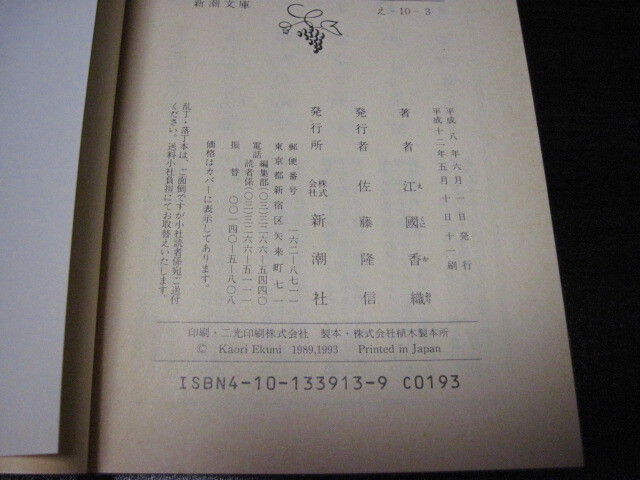 新潮文庫
え-10-3
平成八年六月一日発行
平成十二年五月十日十一刷
著者 江國香織
え くに か おり
発行者 佐藤隆信
発行所 株式会社 新潮社
郵便番号 一六二―八七一一
東京都新宿区矢来町七一
電話 編集部(〇三)三二六六―五四四〇
読者係(〇三)三二六六―五一一一
振替 〇〇一四〇―五―八〇八
価格はカバーに表示してあります。
乱丁・落丁本は、ご面倒ですが小社読者係宛ご送付
ください。送料小社負担にてお取替えいたします。
印刷・二光印刷株式会社 製本・株式会社植木製本所
© Kaori Ekuni 1989,1993 Printed in Japan
ISBN4-10-133913-9 C0193